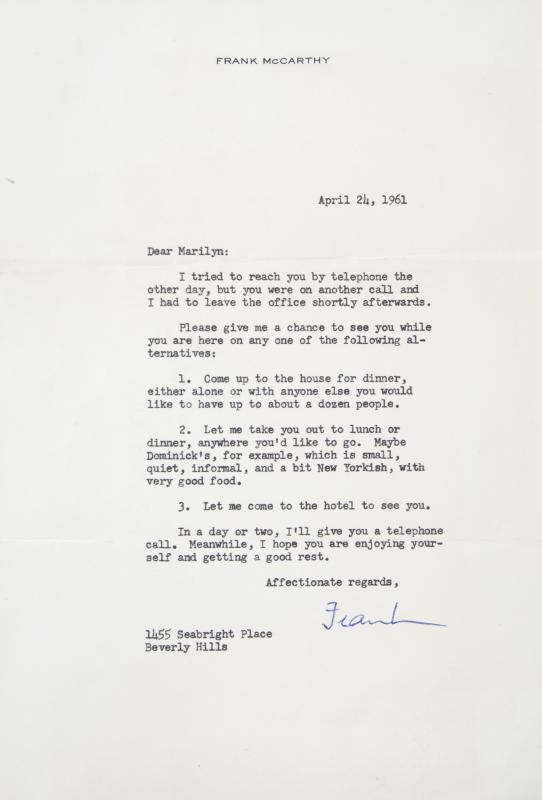 FRANK McCARTHY
April 24, 1961
Dear Marilyn:
I tried to reach you by telephone the
other day, but you were on another call and
I had to leave the office shortly afterwards.
Please give me a chance to see you while
you are here on any one of the following al-
ternatives:
1. Come up to the house for dinner,
either alone or with anyone else you would
like to have up to about a dozen people.
2. Let me take you out to lunch or
dinner, anywhere you'd like to go. Maybe
Dominick's, for example, which is small,
quiet, informal, and a bit New Yorkish, with
very good food.
3. Let me come to the hotel to see you.
In a day or two, I'll give you a telephone
call. Meanwhile, I hope you are enjoying your-
self and getting a good rest.
Affectionate regards,
Frank
1455 Seabright Place
Beverly Hills